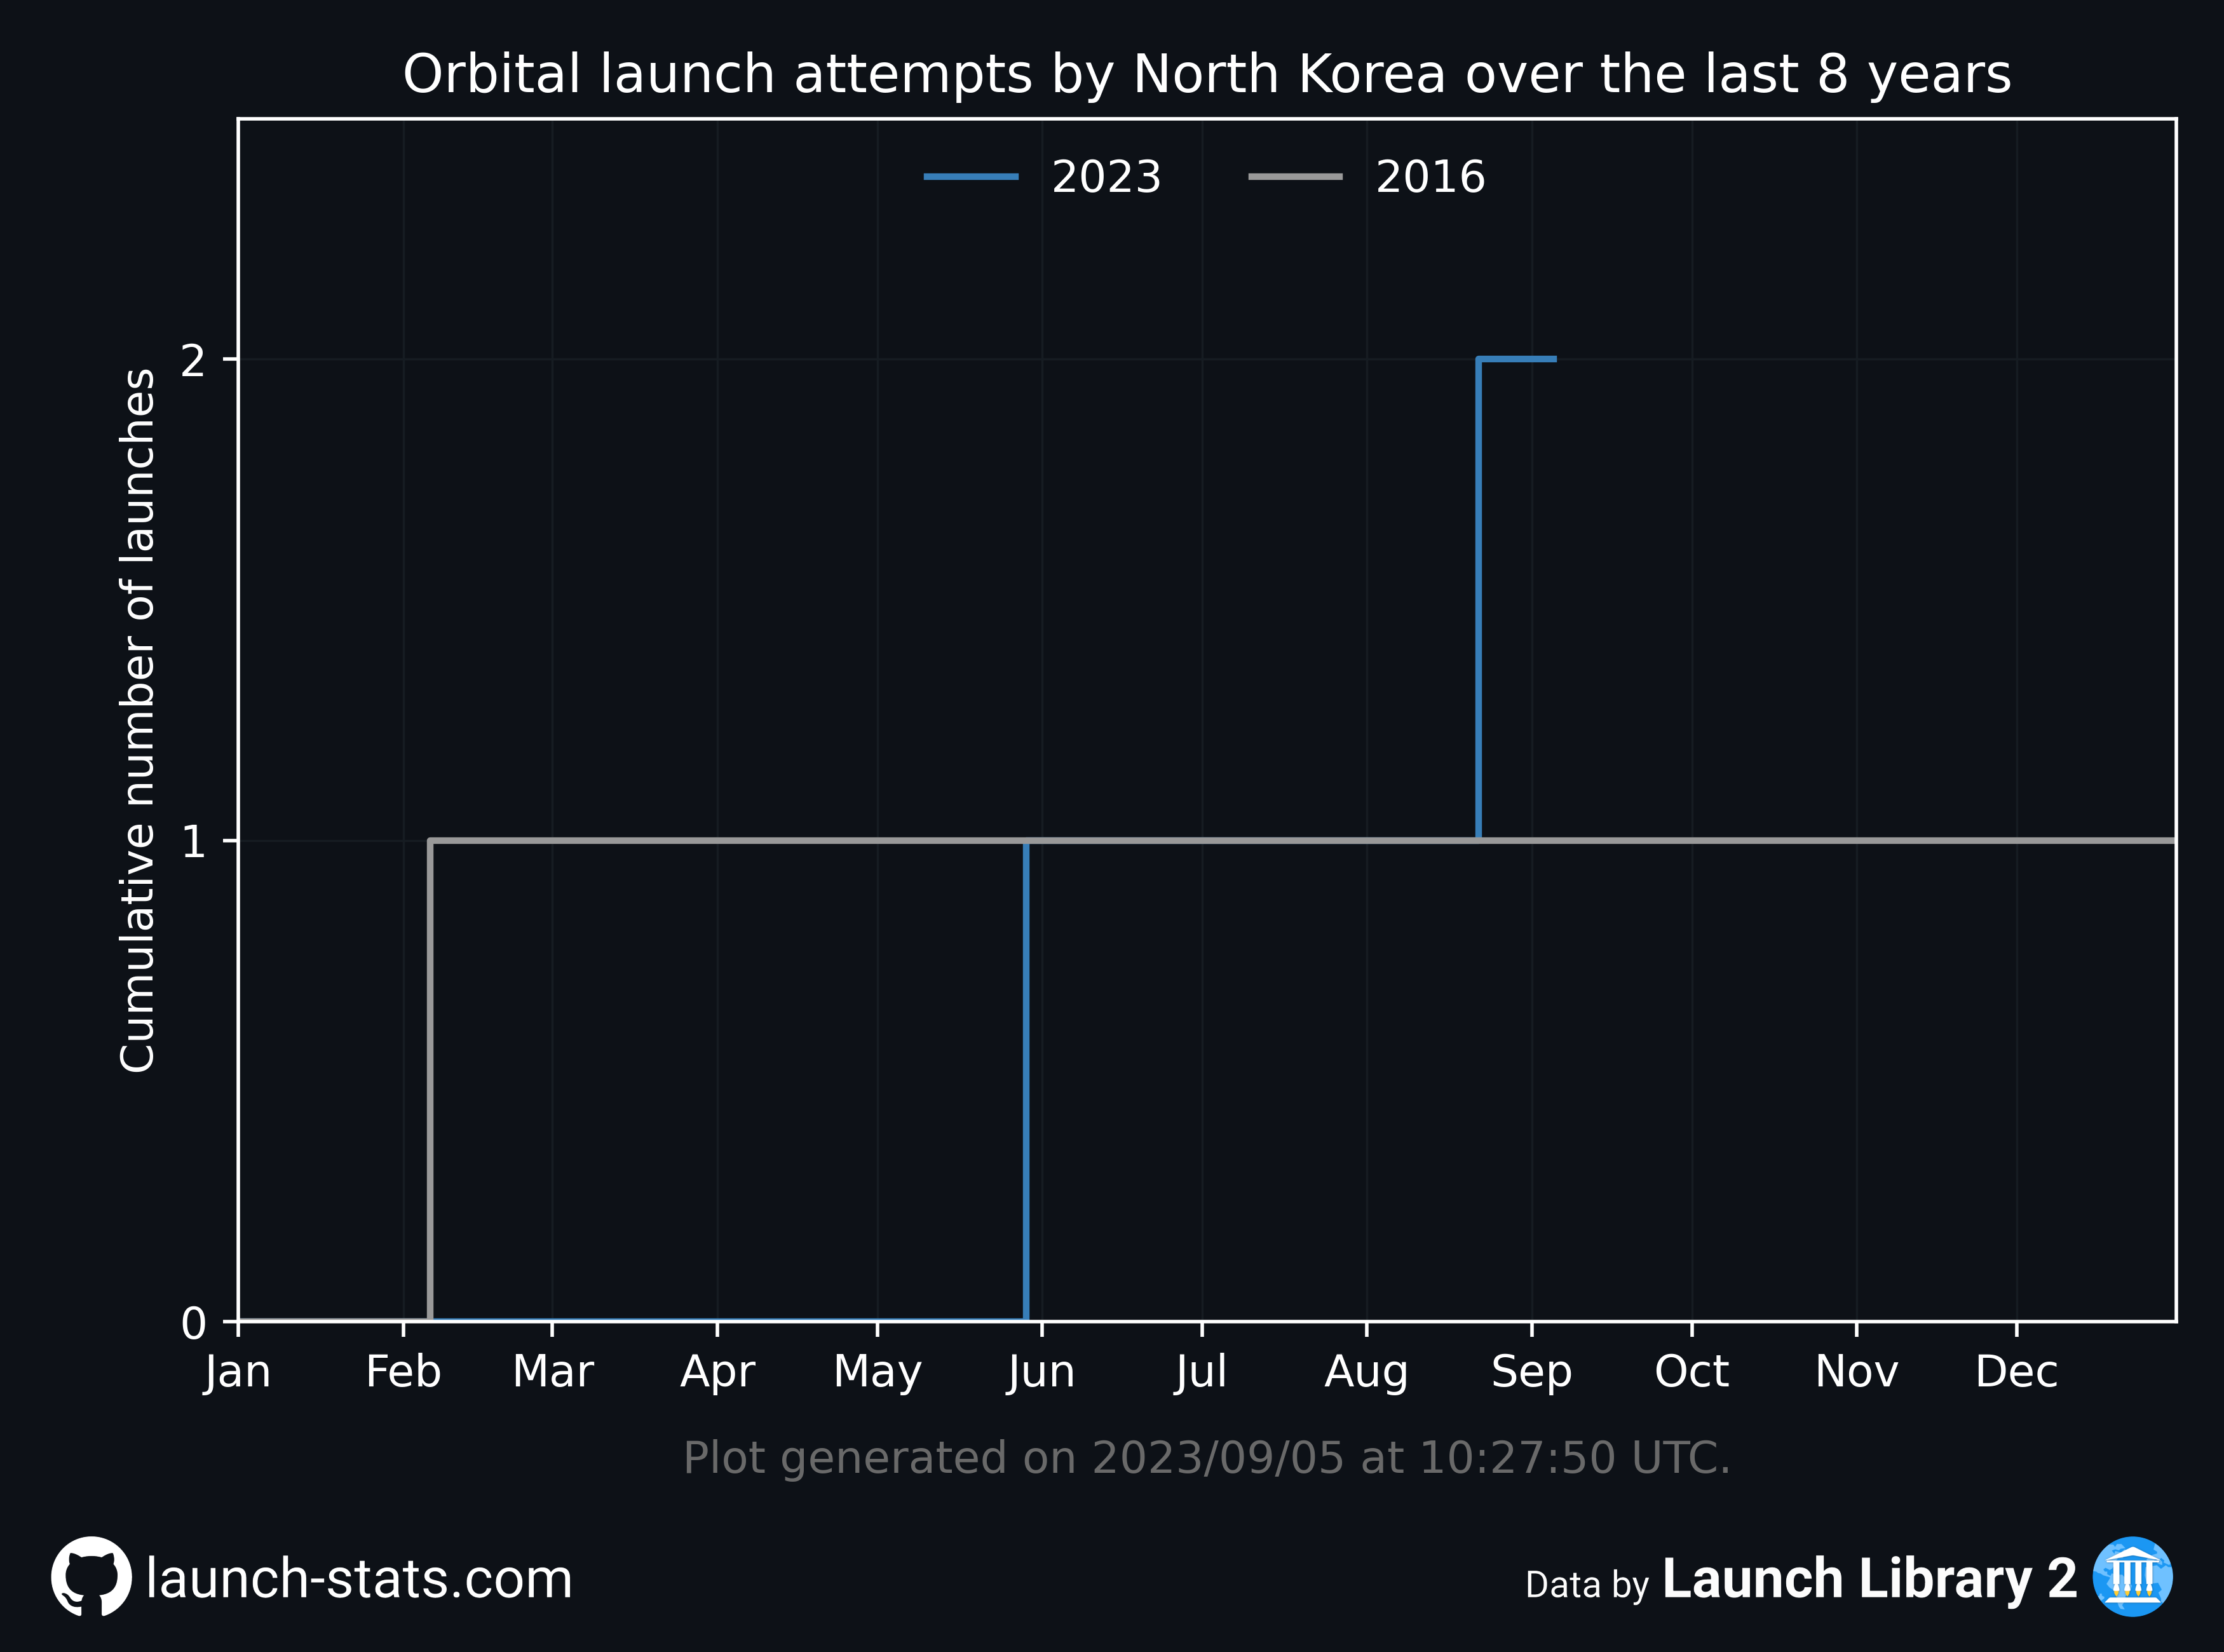 Orbital launch attempts by North Korea over the last 8 years
2023 2016
Cumulative number of launches
2
1
0
Jan Feb Mar Apr May Jun Jul Aug Sep Oct Nov Dec
Plot generated on 2023/09/05 at 10:27:50 UTC.
launch-stats.com
Data by Launch Library 2